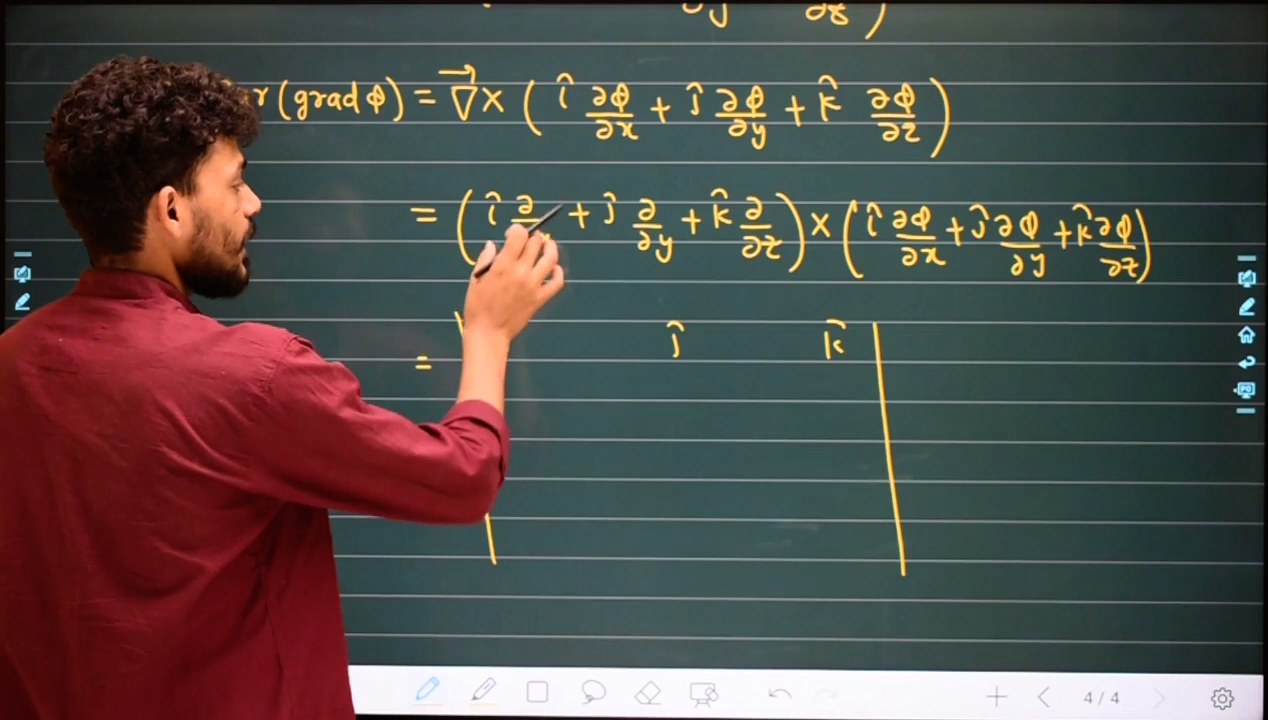 ∂y ∂z )
r (grad ϕ) = ∇⃗ × ( î ∂ϕ/∂x + ĵ ∂ϕ/∂y + k̂ ∂ϕ/∂z )
= ( î ∂ + ĵ ∂/∂y + k̂ ∂/∂z ) × ( î ∂ϕ/∂x + ĵ ∂ϕ/∂y + k̂ ∂ϕ/∂z )
= | ĵ k̂ |
4 / 4